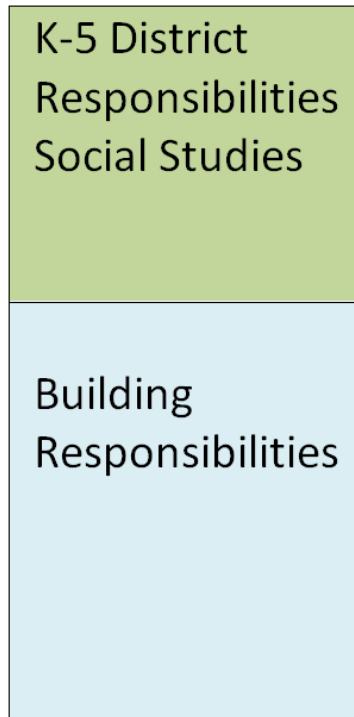 K-5 District
Responsibilities
Social Studies
Building
Responsibilities